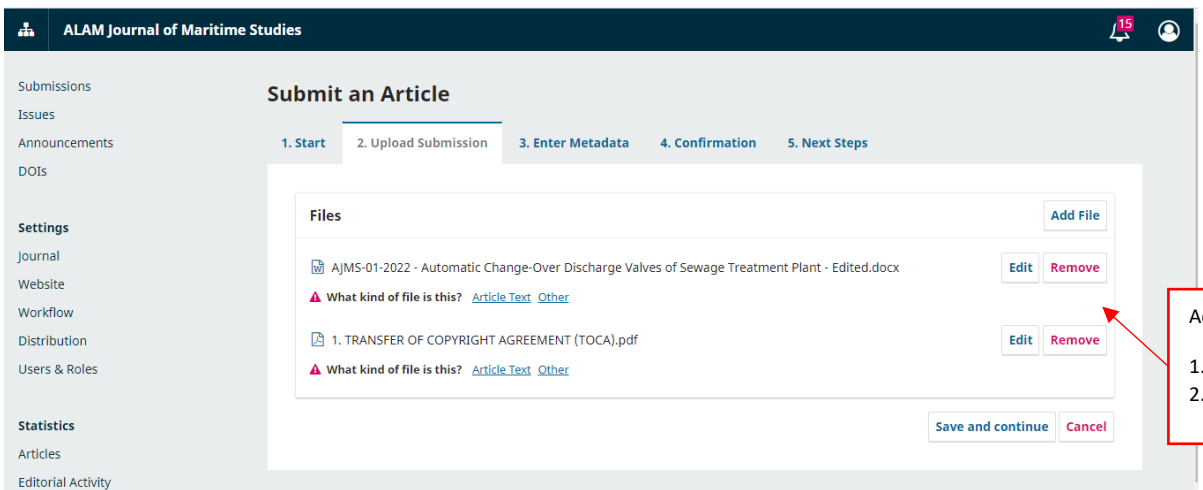 ALAM Journal of Maritime Studies
15
Submissions
Issues
Announcements
DOIs
Settings
Journal
Website
Workflow
Distribution
Users & Roles
Statistics
Articles
Editorial Activity
Submit an Article
1. Start 2. Upload Submission 3. Enter Metadata 4. Confirmation 5. Next Steps
Files Add File
AJMS-01-2022 - Automatic Change-Over Discharge Valves of Sewage Treatment Plant - Edited.docx Edit Remove
What kind of file is this? Article Text Other
1. TRANSFER OF COPYRIGHT AGREEMENT (TOCA).pdf Edit Remove
What kind of file is this? Article Text Other
Save and continue Cancel
1.
2.